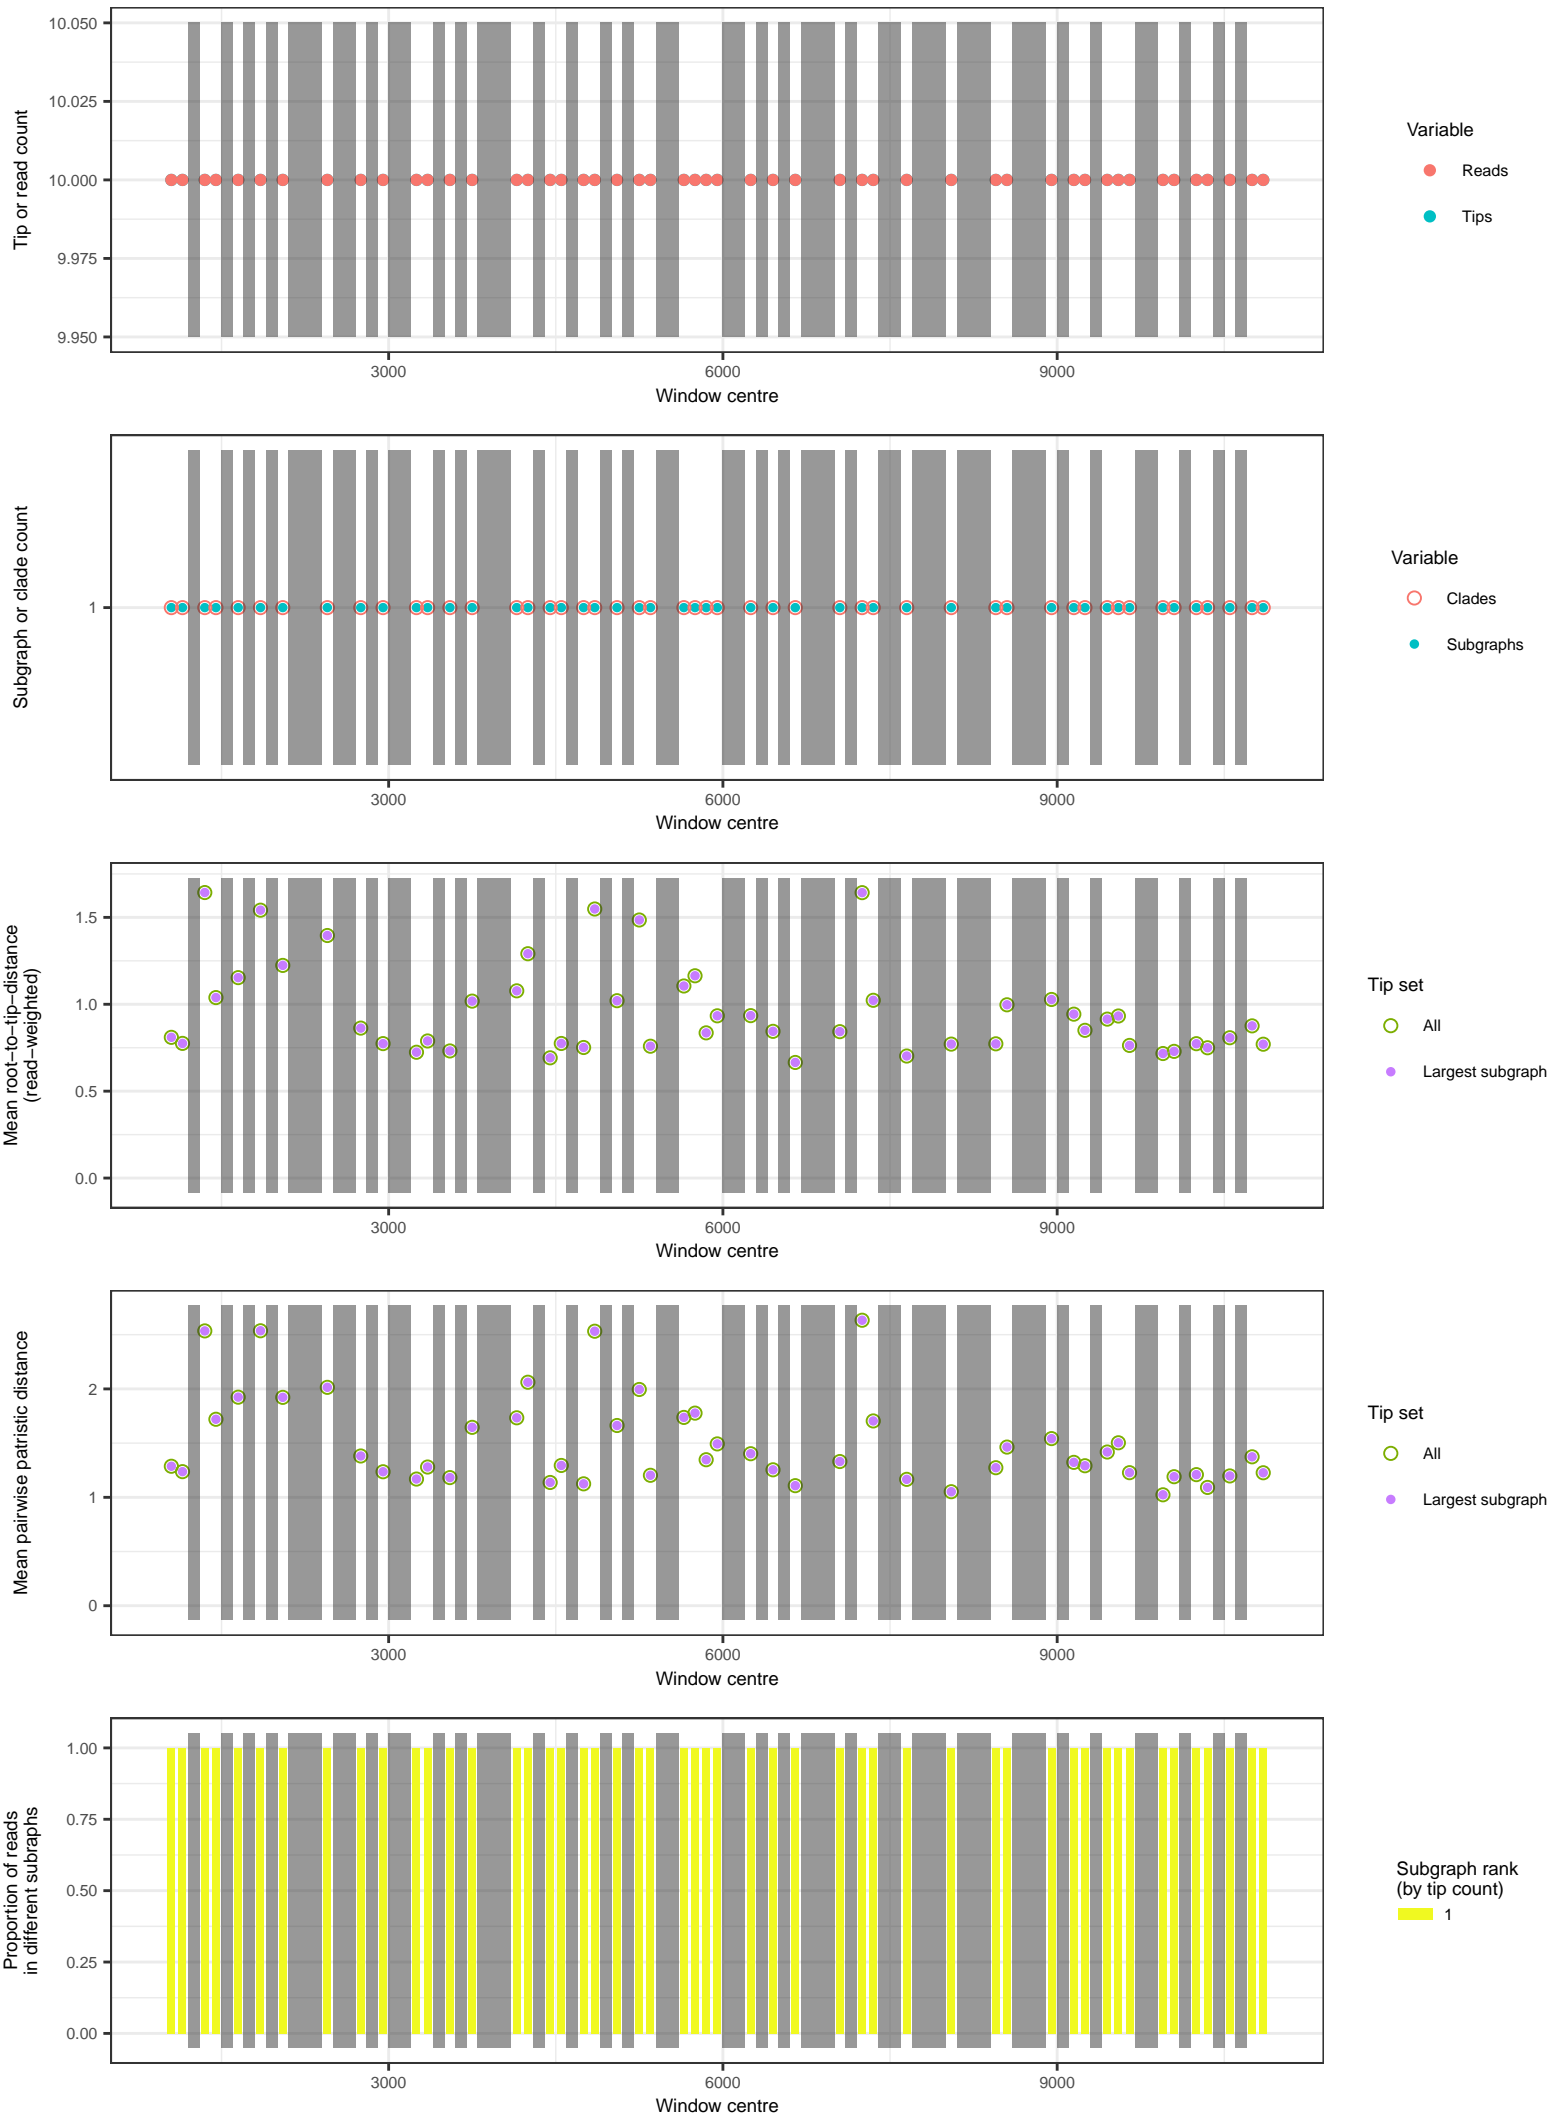 10.050
10.025
10.000
9.975
9.950
Tip or read count
3000
6000
9000
Window centre
Variable
Reads
Tips
1
Subgraph or clade count
3000
6000
9000
Window centre
Variable
Clades
Subgraphs
1.5
1.0
0.5
0.0
Mean root−to−tip−distance
(read−weighted)
3000
6000
9000
Window centre
Tip set
All
Largest subgraph
2
1
0
Mean pairwise patristic distance
3000
6000
9000
Window centre
Tip set
All
Largest subgraph
1.00
0.75
0.50
0.25
0.00
Proportion of reads
in different subraphs
3000
6000
9000
Window centre
Subgraph rank
(by tip count)
1